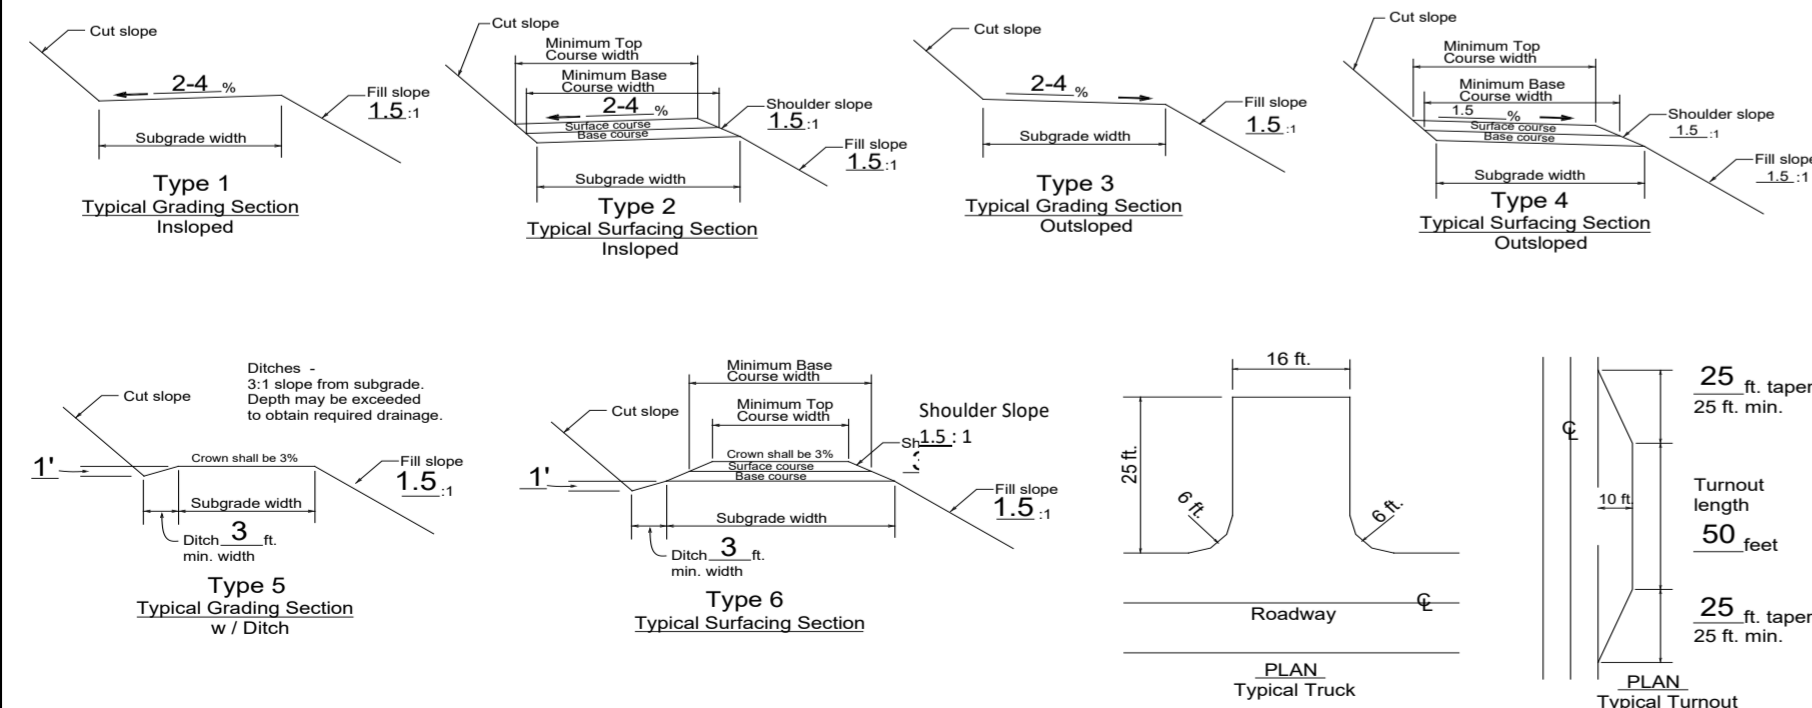 Cut slope
2-4 %
Fill slope
1.5 :1
Subgrade width
Type 1
Typical Grading Section
Insloped
Cut slope
Minimum Top
Course width
Minimum Base
Course width
2-4 %
Surface course
Base course
Shoulder slope
1.5 :1
Fill slope
1.5 :1
Subgrade width
Type 2
Typical Surfacing Section
Insloped
Cut slope
2-4 %
Fill slope
1.5 :1
Subgrade width
Type 3
Typical Grading Section
Outsloped
Cut slope
Minimum Top
Course width
Minimum Base
Course width
1.5 %
Surface course
Base course
Shoulder slope
1.5 :1
Fill slope
1.5 :1
Subgrade width
Type 4
Typical Surfacing Section
Outsloped
Ditches -
3:1 slope from subgrade.
Depth may be exceeded
to obtain required drainage.
Cut slope
1'
Crown shall be 3%
Fill slope
1.5 :1
Subgrade width
Ditch 3 ft.
min. width
Type 5
Typical Grading Section
w / Ditch
Minimum Base
Course width
Cut slope
Minimum Top
Course width
Shoulder Slope
1.5 : 1
Sh
Crown shall be 3%
Surface course
Base course
1'
Fill slope
1.5 :1
Subgrade width
Ditch 3 ft.
min. width
Type 6
Typical Surfacing Section
16 ft.
25 ft.
6 ft.
6 ft.
℄
Roadway
PLAN
Typical Truck
℄
25 ft. taper
25 ft. min.
10 ft.
Turnout
length
50 feet
25 ft. taper
25 ft. min.
PLAN
Typical Turnout